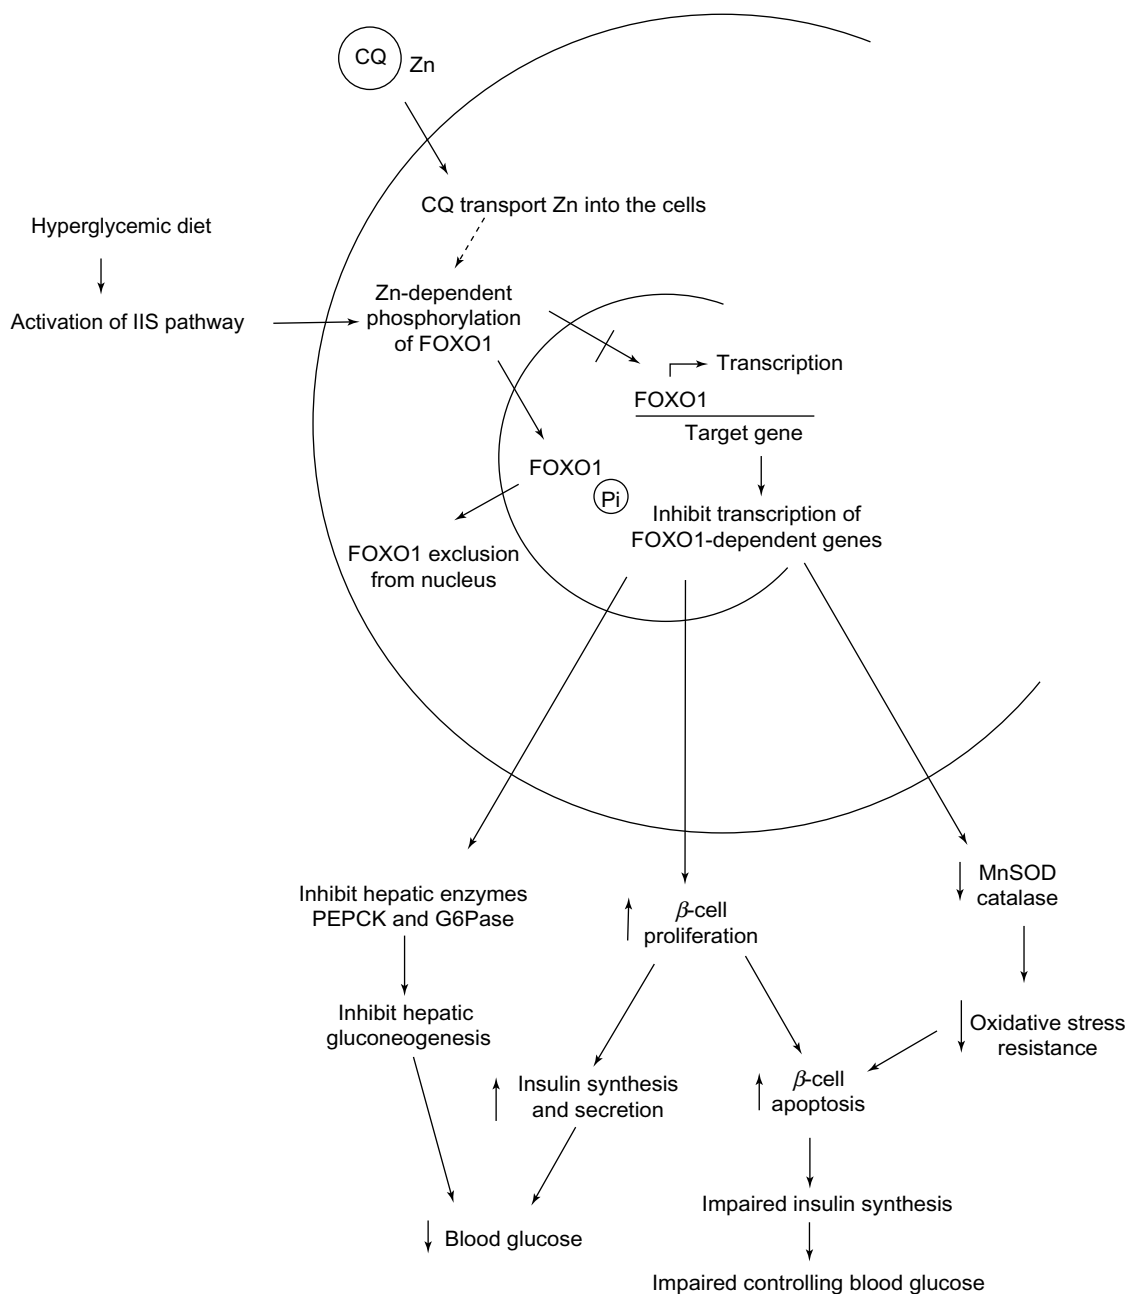 CQ
Zn
CQ transport Zn into the cells
Hyperglycemic diet
Activation of IIS pathway
Zn-dependent
phosphorylation
of FOXO1
Transcription
FOXO1
Target gene
FOXO1
Pi
Inhibit transcription of
FOXO1-dependent genes
FOXO1 exclusion
from nucleus
Inhibit hepatic enzymes
PEPCK and G6Pase
β-cell
proliferation
MnSOD
catalase
Inhibit hepatic
gluconeogenesis
Oxidative stress
resistance
Insulin synthesis
and secretion
β-cell
apoptosis
Impaired insulin synthesis
Blood glucose
Impaired controlling blood glucose